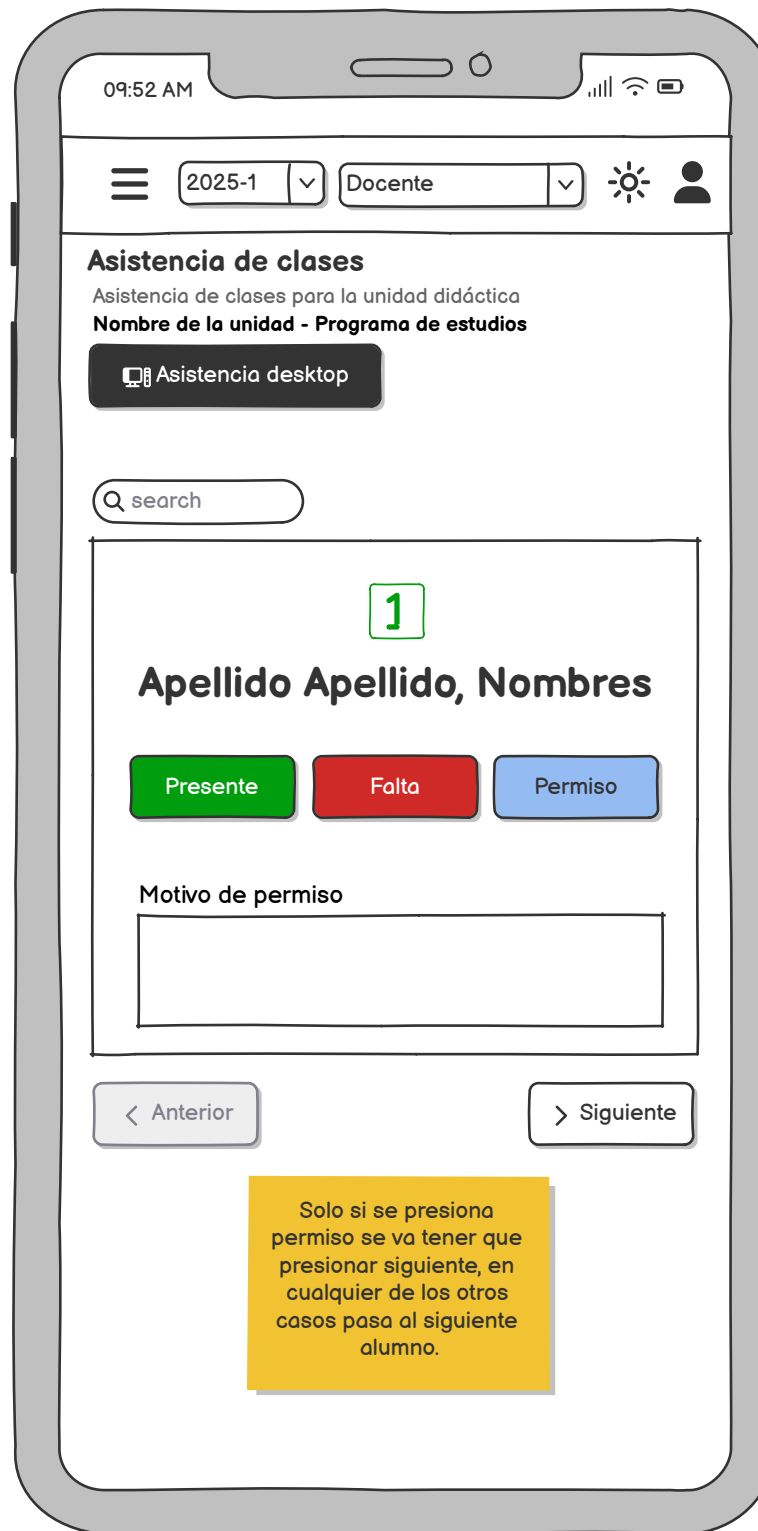 09:52 AM
2025-1
Docente
Asistencia de clases
Asistencia de clases para la unidad didáctica
Nombre de la unidad - Programa de estudios
Asistencia desktop
search
1
Apellido Apellido, Nombres
Presente
Falta
Permiso
Motivo de permiso
Anterior
Siguiente
Solo si se presiona
permiso se va tener que
presionar siguiente, en
cualquier de los otros
casos pasa al siguiente
alumno.